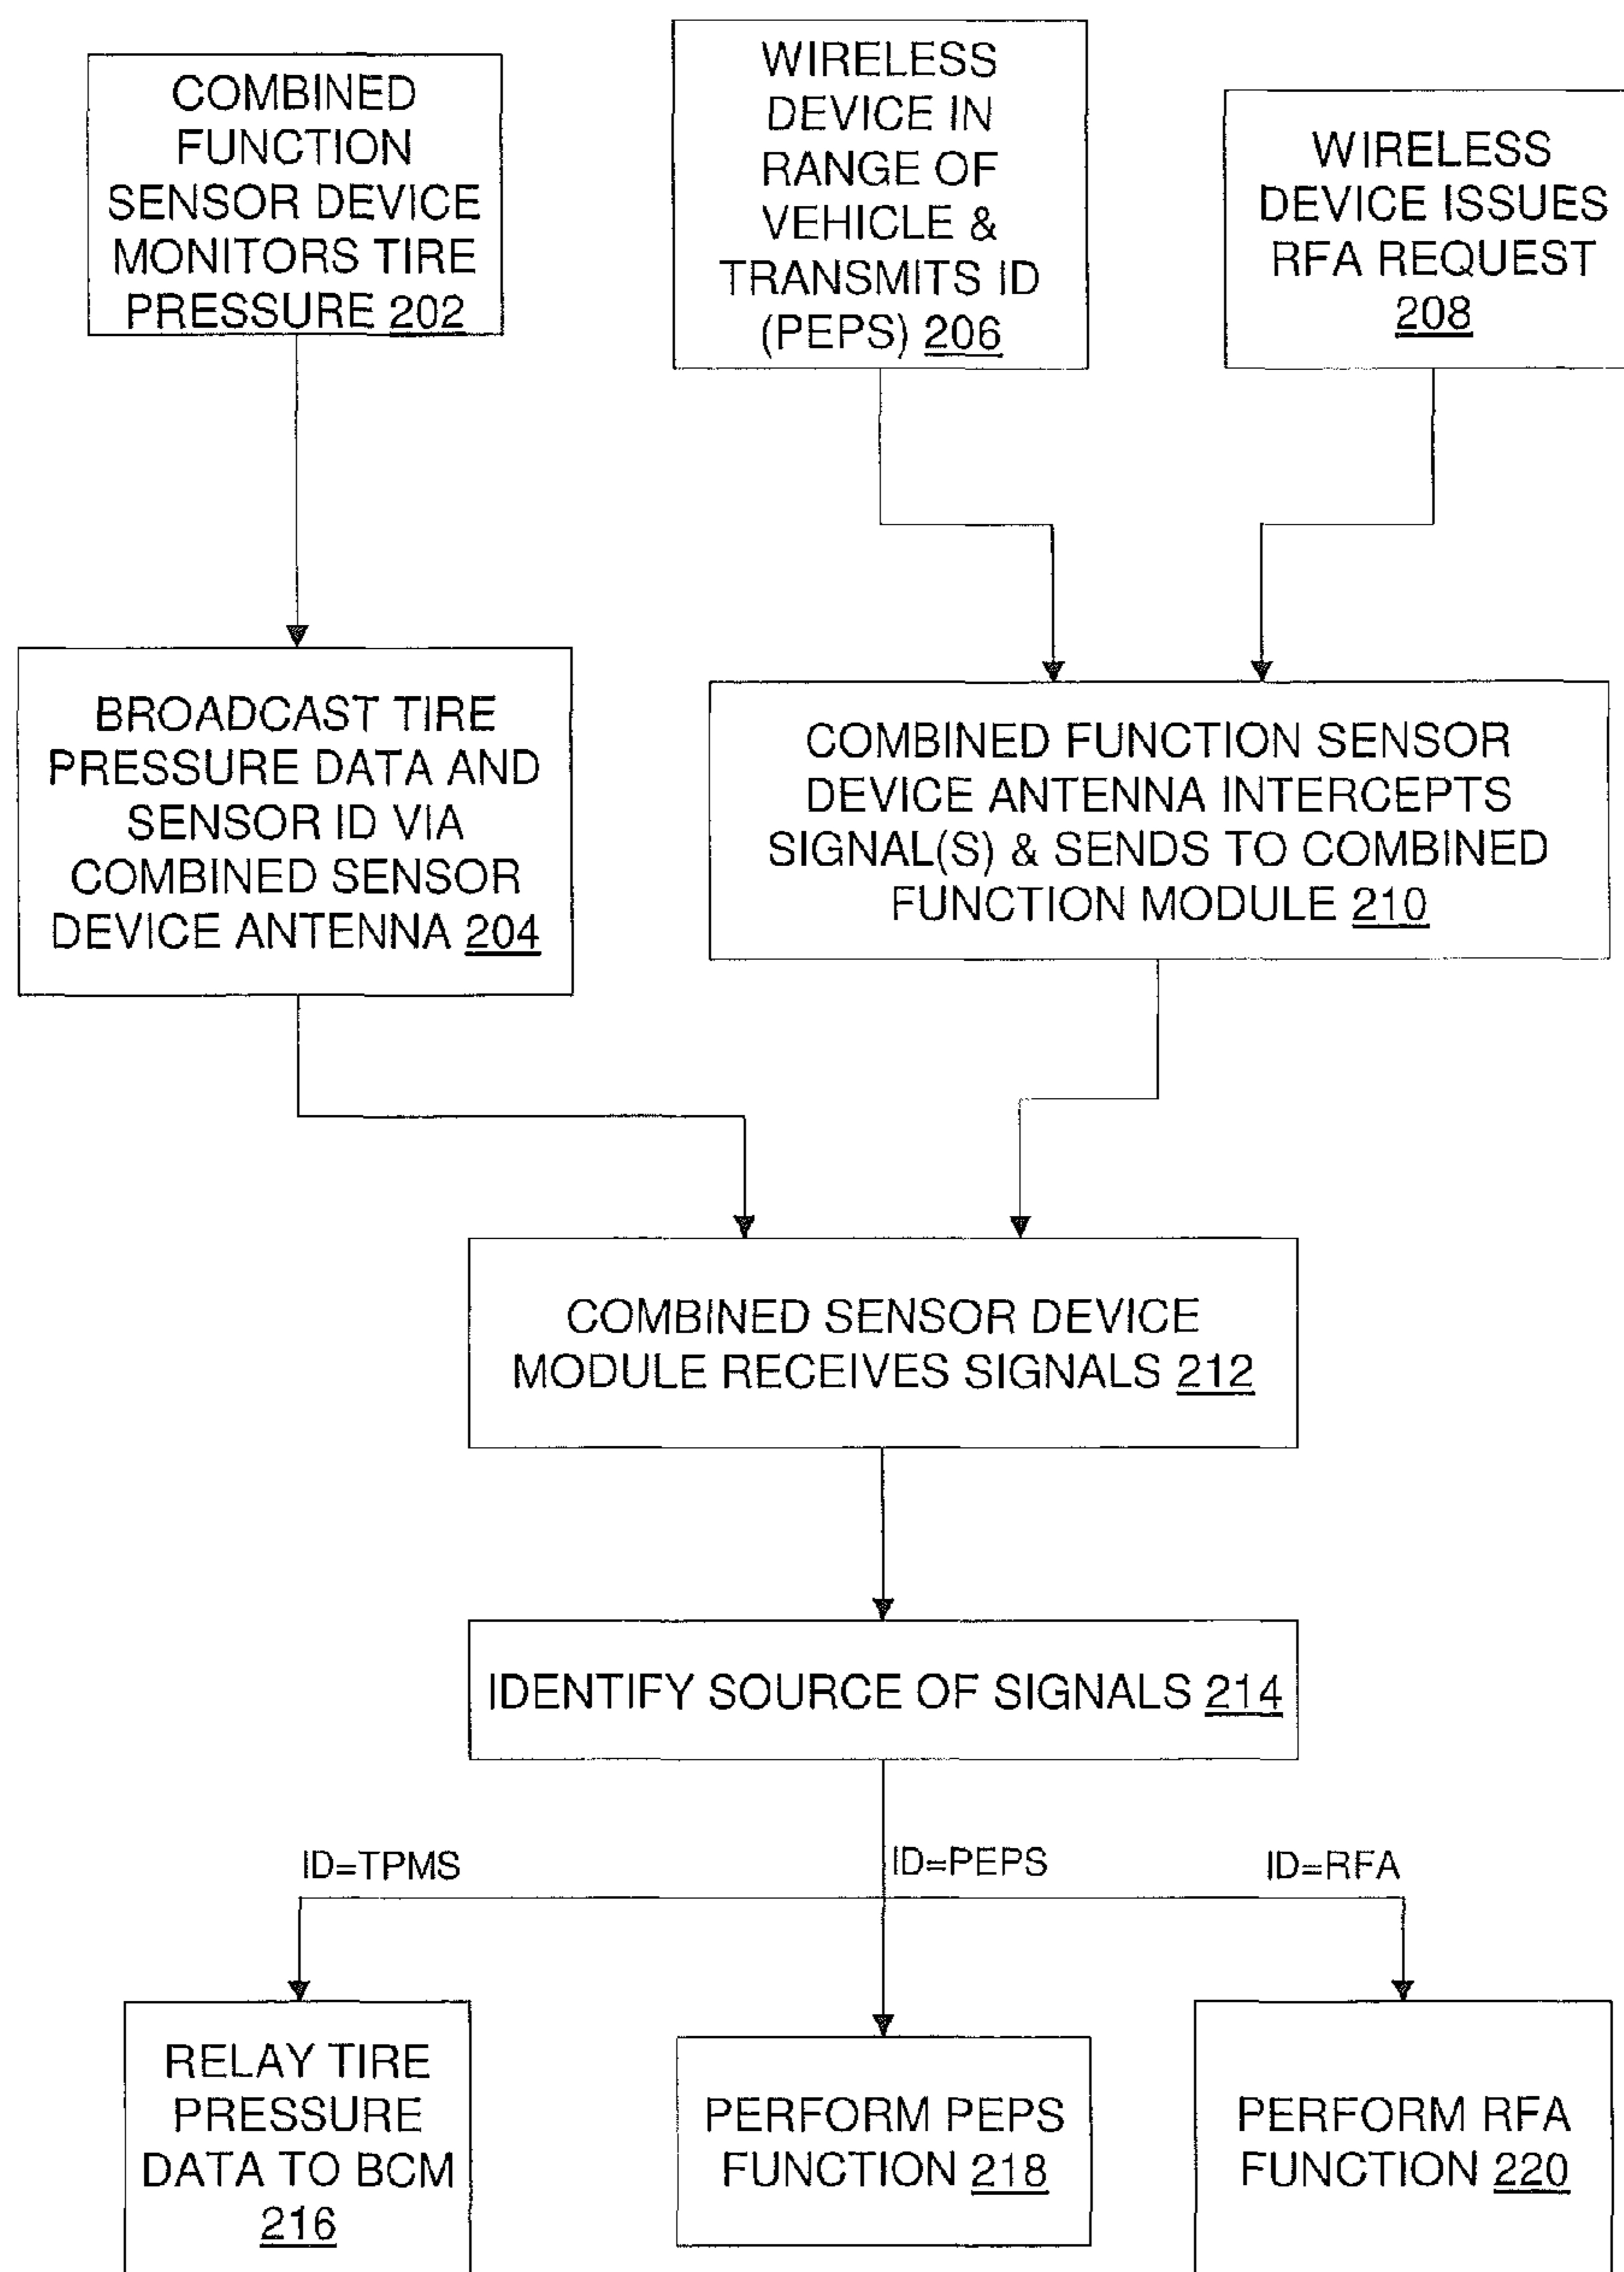 COMBINED
FUNCTION
SENSOR DEVICE
MONITORS TIRE
PRESSURE 202
WIRELESS
DEVICE IN
RANGE OF
VEHICLE &
TRANSMITS ID
(PEPS) 206
WIRELESS
DEVICE ISSUES
RFA REQUEST
208
BROADCAST TIRE
PRESSURE DATA AND
SENSOR ID VIA
COMBINED SENSOR
DEVICE ANTENNA 204
COMBINED FUNCTION SENSOR
DEVICE ANTENNA INTERCEPTS
SIGNAL(S) & SENDS TO COMBINED
FUNCTION MODULE 210
COMBINED SENSOR DEVICE
MODULE RECEIVES SIGNALS 212
IDENTIFY SOURCE OF SIGNALS 214
ID=TPMS
ID=PEPS
ID=RFA
RELAY TIRE
PRESSURE
DATA TO BCM
216
PERFORM PEPS
FUNCTION 218
PERFORM RFA
FUNCTION 220